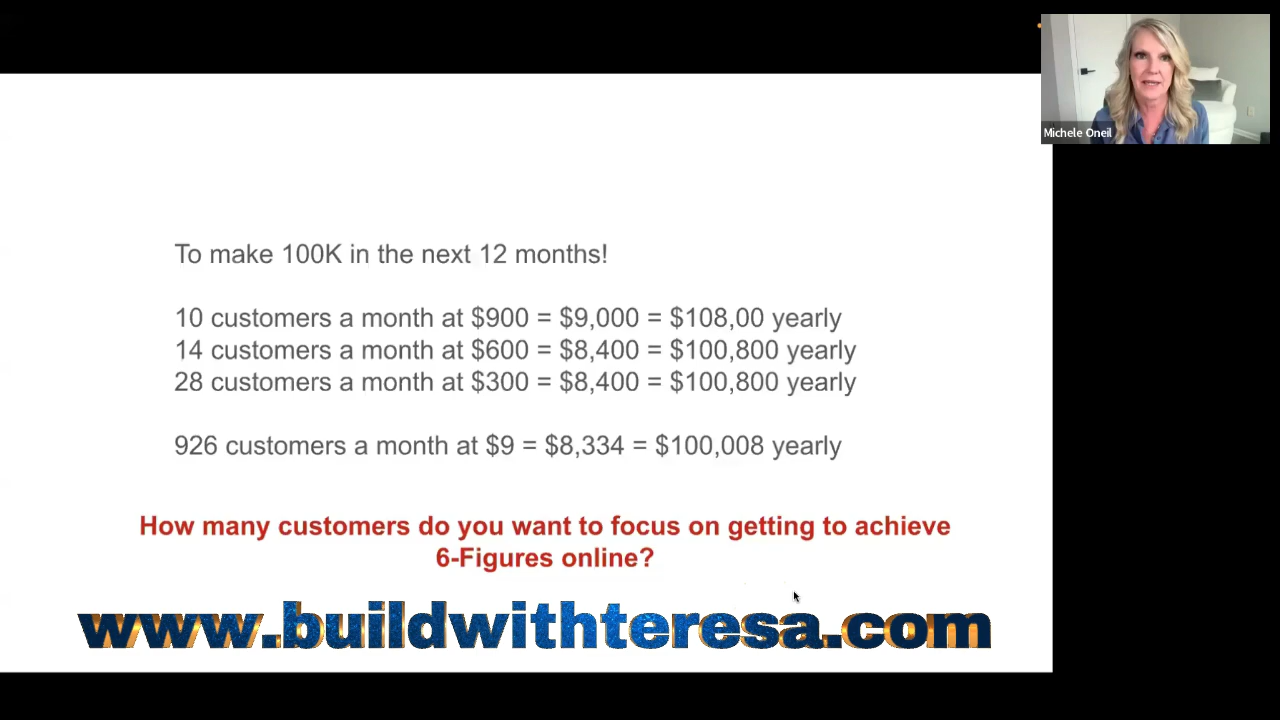 Michele Oneil
To make 100K in the next 12 months!
10 customers a month at $900 = $9,000 = $108,00 yearly
14 customers a month at $600 = $8,400 = $100,800 yearly
28 customers a month at $300 = $8,400 = $100,800 yearly
926 customers a month at $9 = $8,334 = $100,008 yearly
How many customers do you want to focus on getting to achieve
6-Figures online?
www.buildwithteresa.com